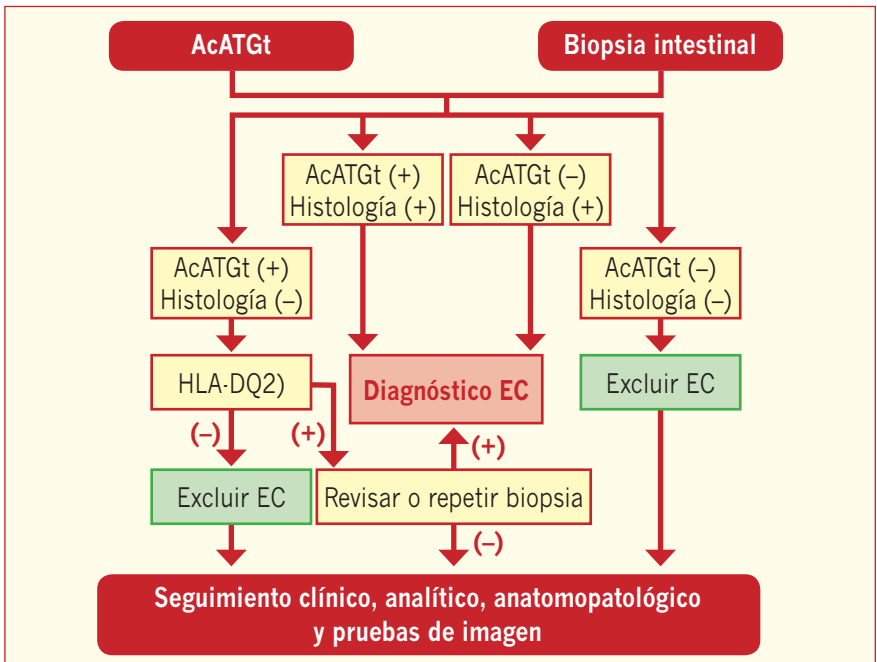 AcATGt
Biopsia intestinal
AcATGt (+)
Histología (+)
AcATGt (–)
Histología (+)
AcATGt (+)
Histología (–)
AcATGt (–)
Histología (–)
HLA-DQ2)
Diagnóstico EC
Excluir EC
(–)
(+)
(+)
Excluir EC
Revisar o repetir biopsia
(–)
Seguimiento clínico, analítico, anatomopatológico
y pruebas de imagen